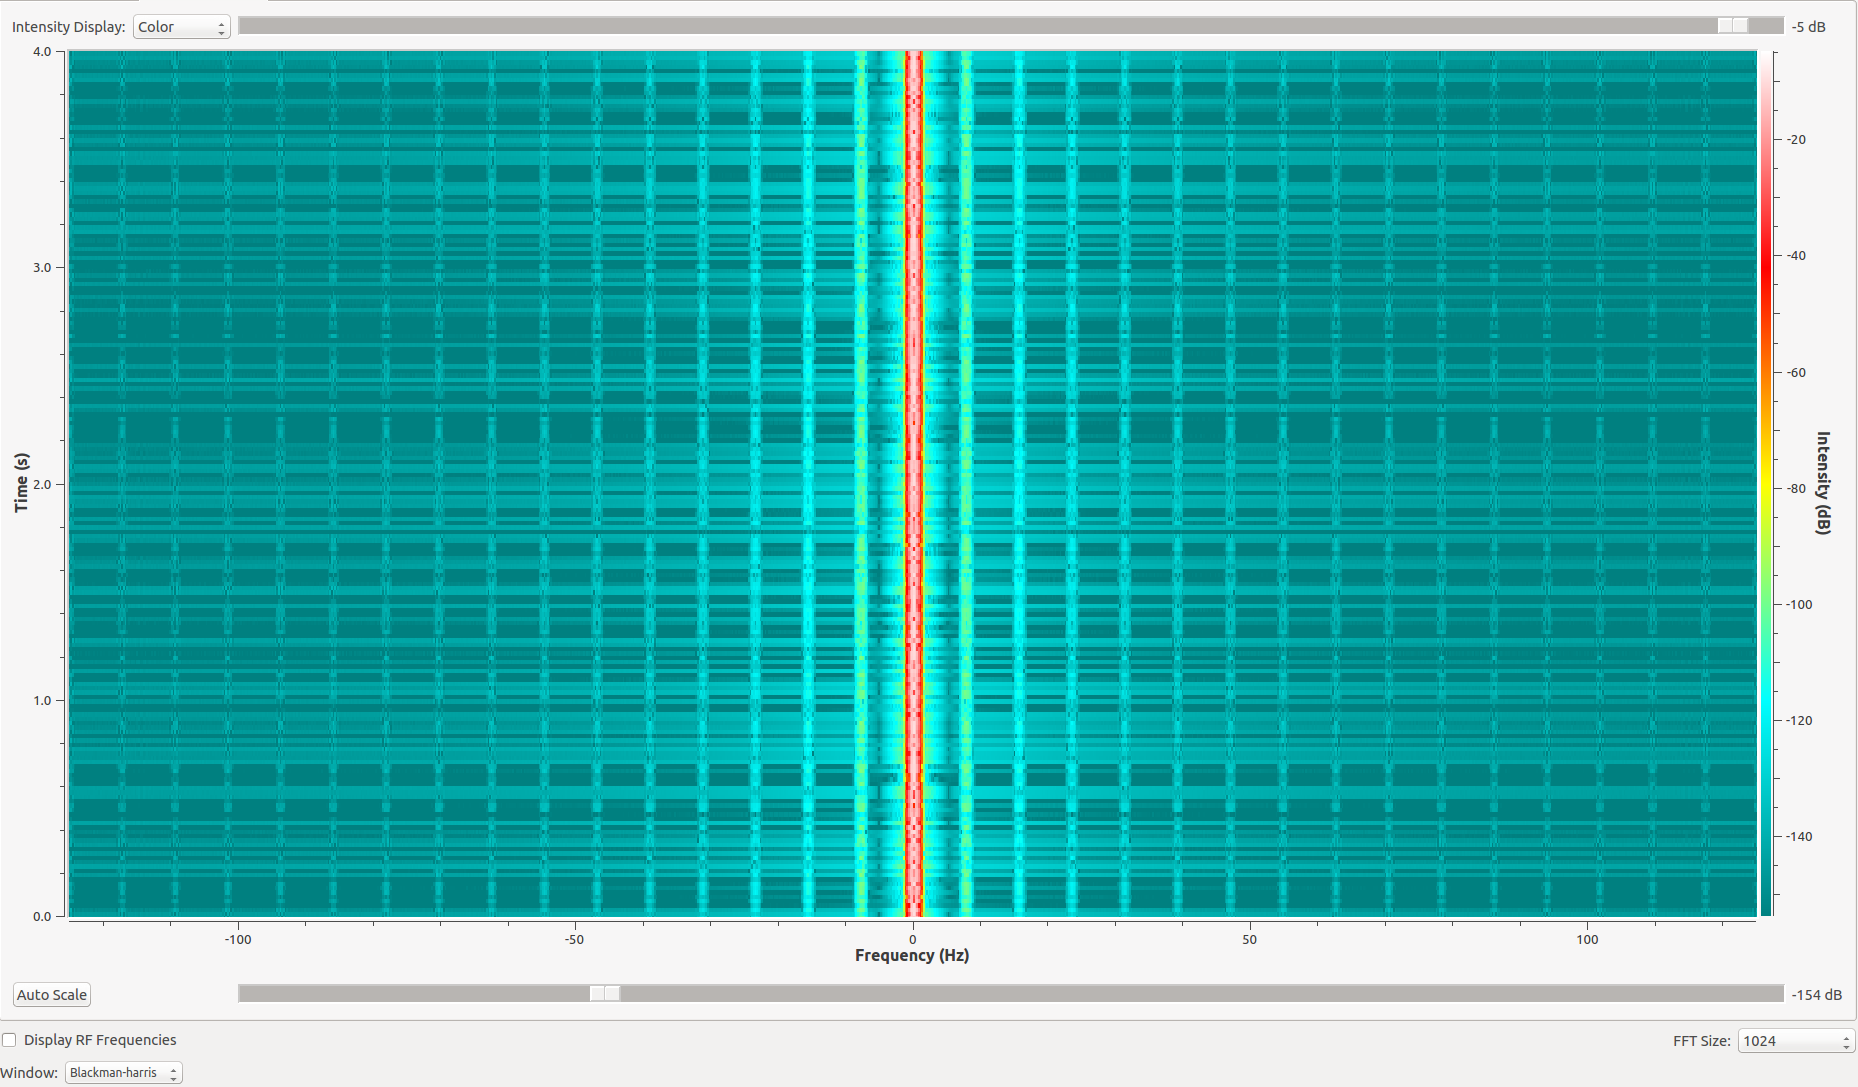 Intensity Display: Color -5 dB
4.0
3.0
2.0
1.0
0.0
Time (s)
-100 -50 0 50 100
Frequency (Hz)
-20
-40
-60
-80
-100
-120
-140
Intensity (dB)
Auto Scale -154 dB
Display RF Frequencies
FFT Size: 1024
Window: Blackman-harris